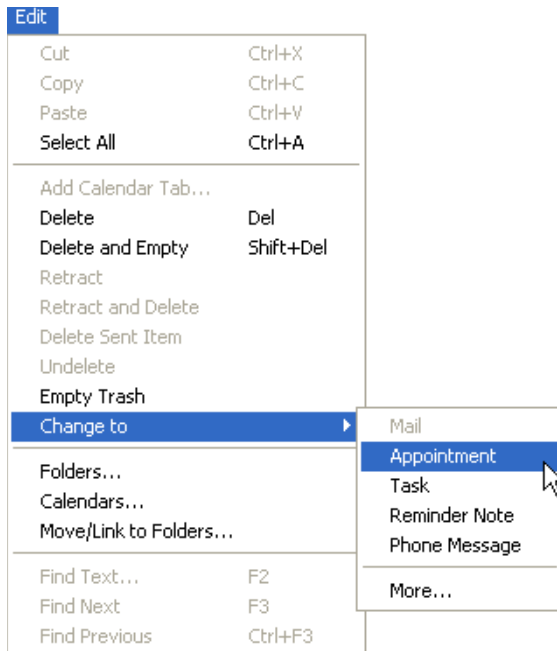 Edit
Cut Ctrl+X
Copy Ctrl+C
Paste Ctrl+V
Select All Ctrl+A
Add Calendar Tab...
Delete Del
Delete and Empty Shift+Del
Retract
Retract and Delete
Delete Sent Item
Undelete
Empty Trash
Change to
Mail
Appointment
Task
Reminder Note
Phone Message
More...
Folders...
Calendars...
Move/Link to Folders...
Find Text... F2
Find Next F3
Find Previous Ctrl+F3